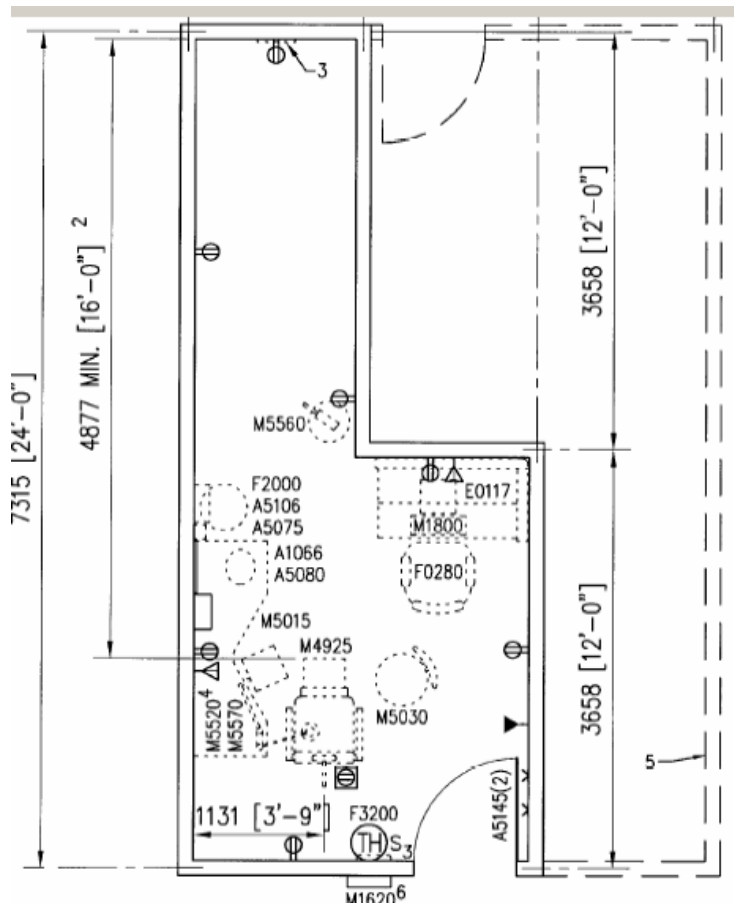 3
7315 [24'-0"]
4877 MIN. [16'-0"] 2
3658 [12'-0"]
M5560
F2000
A5106
A5075
E0117
M1800
A1066
A5080
F0280
M5015
M4925
M5520 4
M5570
M5030
3658 [12'-0"]
5
A5145(2)
1131 [3'-9"]
F3200
TH
S3
M1620 6